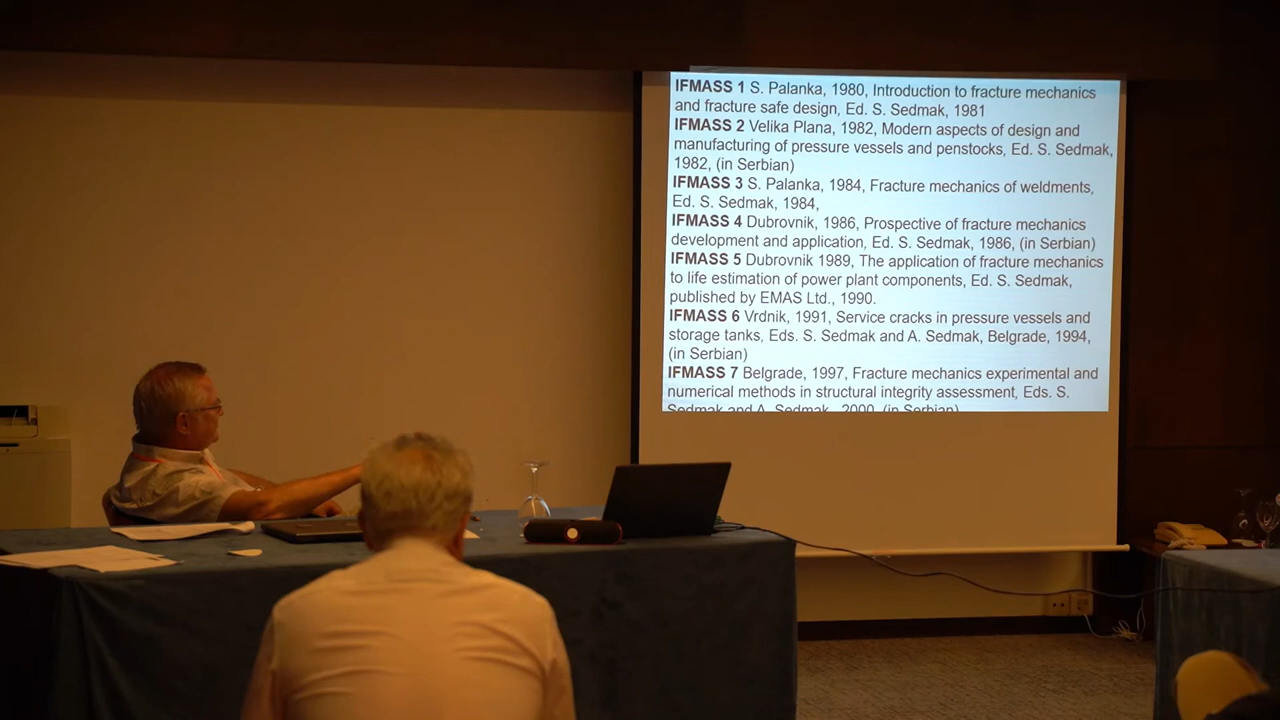 IFMASS 1 S. Palanka, 1980, Introduction to fracture mechanics
and fracture safe design, Ed. S. Sedmak, 1981
IFMASS 2 Velika Plana, 1982, Modern aspects of design and
manufacturing of pressure vessels and penstocks, Ed. S. Sedmak,
1982, (in Serbian)
IFMASS 3 S. Palanka, 1984, Fracture mechanics of weldments,
Ed. S. Sedmak, 1984,
IFMASS 4 Dubrovnik, 1986, Prospective of fracture mechanics
development and application, Ed. S. Sedmak, 1986, (in Serbian)
IFMASS 5 Dubrovnik 1989, The application of fracture mechanics
to life estimation of power plant components, Ed. S. Sedmak,
published by EMAS Ltd., 1990.
IFMASS 6 Vrdnik, 1991, Service cracks in pressure vessels and
storage tanks, Eds. S. Sedmak and A. Sedmak, Belgrade, 1994,
(in Serbian)
IFMASS 7 Belgrade, 1997, Fracture mechanics experimental and
numerical methods in structural integrity assessment, Eds. S.
Sedmak and A. Sedmak, 2000, (in Serbian)